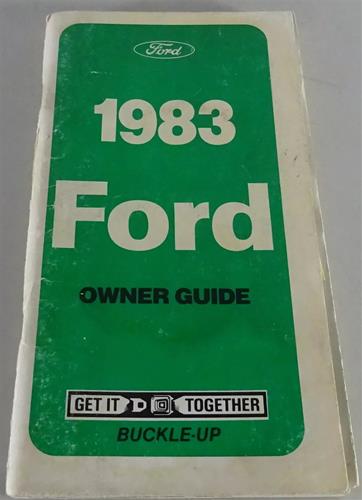 Ford
1983
Ford
OWNER GUIDE
GET IT TOGETHER
BUCKLE-UP